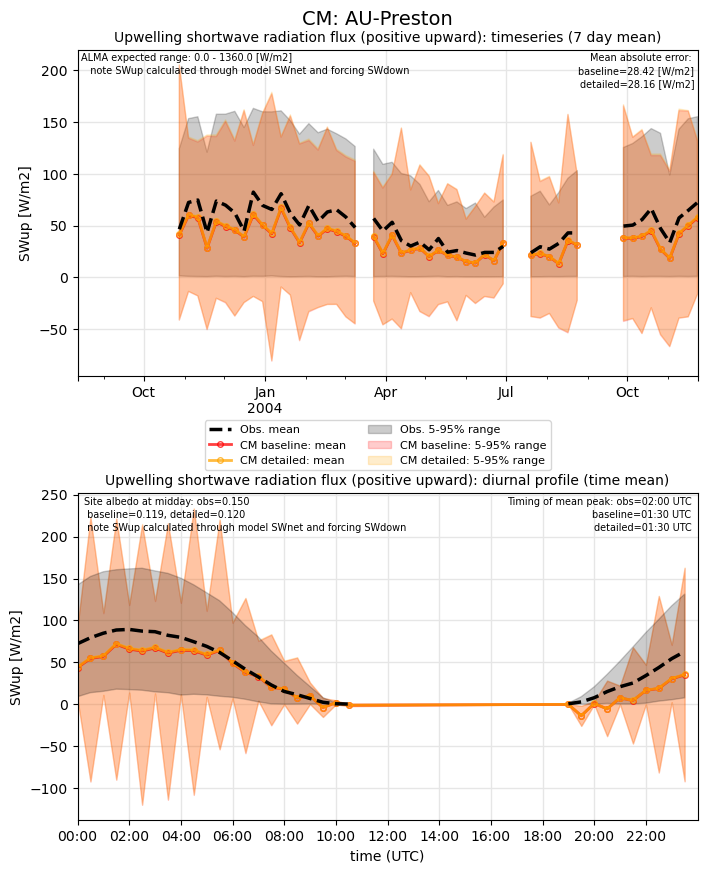 CM: AU-Preston
Upwelling shortwave radiation flux (positive upward): timeseries (7 day mean)
ALMA expected range: 0.0 - 1360.0 [W/m2]
note SWup calculated through model SWnet and forcing SWdown
Mean absolute error:
baseline=28.42 [W/m2]
detailed=28.16 [W/m2]
SWup [W/m2]
200
150
100
50
0
−50
Oct
Jan
2004
Apr
Jul
Oct
Obs. mean
CM baseline: mean
CM detailed: mean
Obs. 5-95% range
CM baseline: 5-95% range
CM detailed: 5-95% range
Upwelling shortwave radiation flux (positive upward): diurnal profile (time mean)
Site albedo at midday: obs=0.150
baseline=0.119, detailed=0.120
note SWup calculated through model SWnet and forcing SWdown
Timing of mean peak: obs=02:00 UTC
baseline=01:30 UTC
detailed=01:30 UTC
SWup [W/m2]
250
200
150
100
50
0
−50
−100
00:00
02:00
04:00
06:00
08:00
10:00
12:00
14:00
16:00
18:00
20:00
22:00
time (UTC)